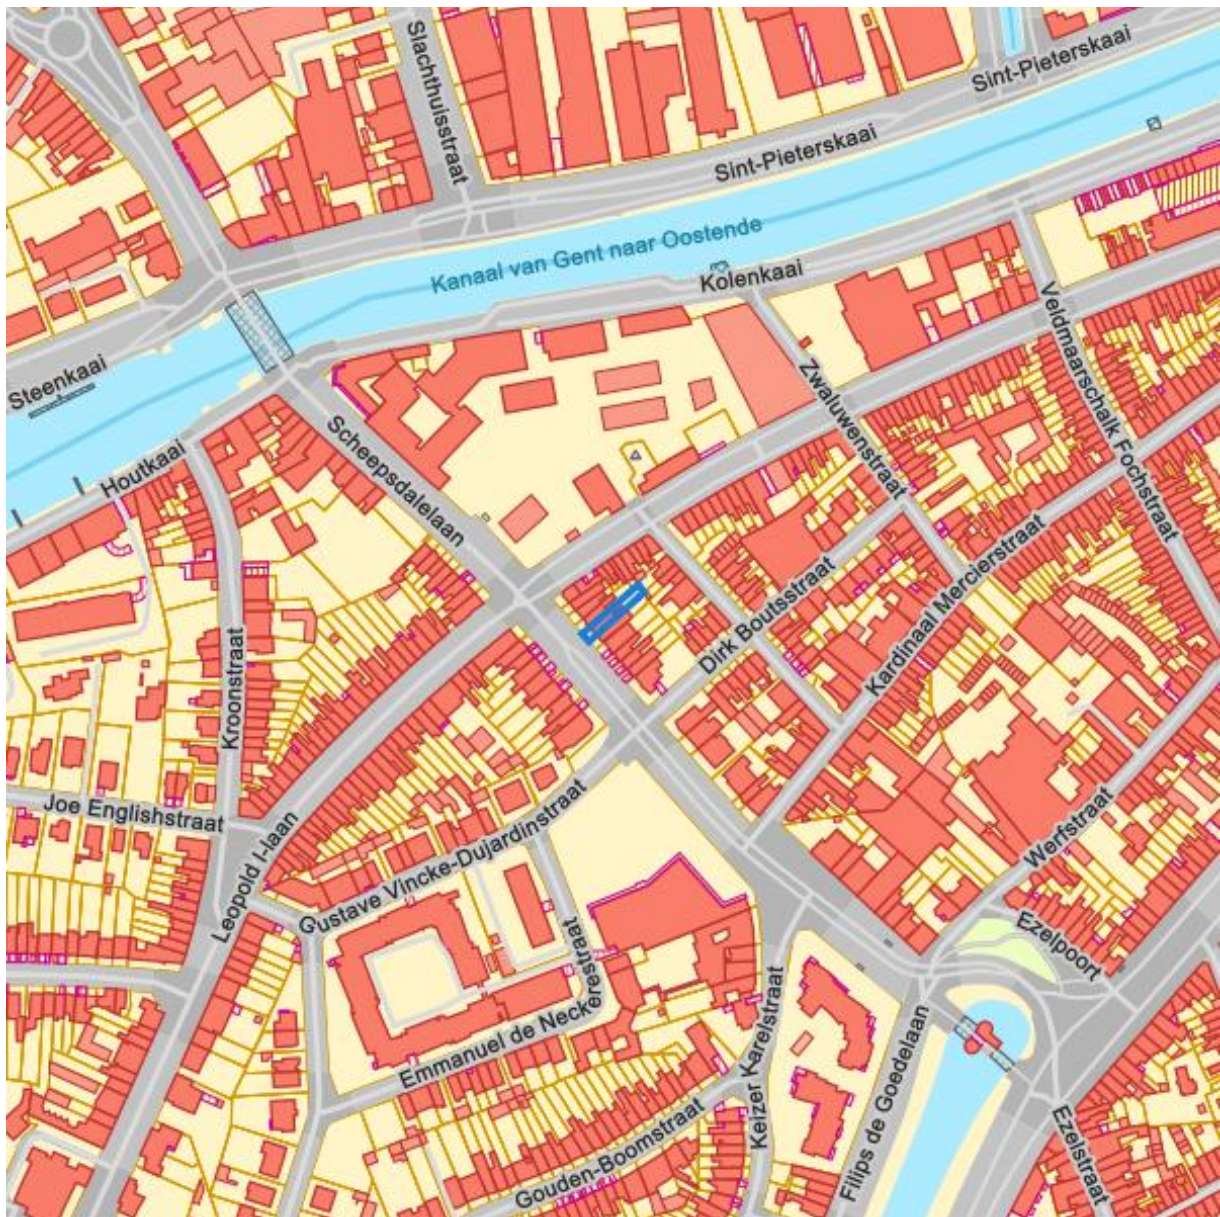 Slachthuisstraat
Sint-Pieterskaai
Sint-Pieterskaai
Kanaal van Gent naar Oostende
Kolenkaai
Steenkaai
Veldmaarschalk Fochstraat
Zwaluwenstraat
Scheepsdalelaan
Houtkaai
Kardinaal Mercierstraat
Dirk Boutsstraat
Kroonstraat
Joe Englishstraat
Leopold I-laan
Gustave Vincke-Dujardinstraat
Werfstraat
Ezelpoort
Emmanuel de Neckerestraat
Keizer Karelstraat
Filips de Goedelaan
Gouden-Boomstraat
Ezelstraat